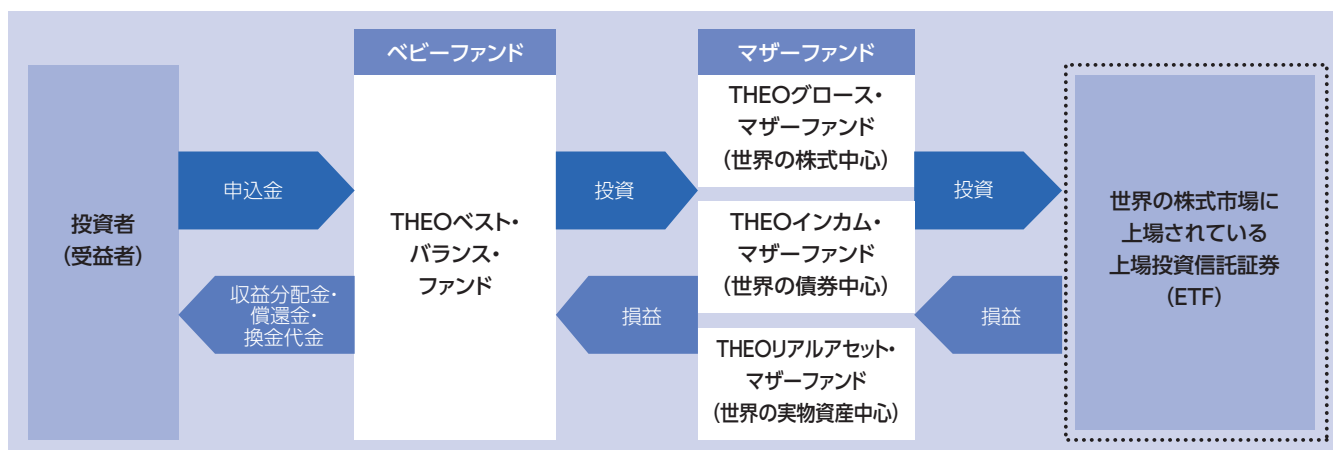 ベビーファンド
マザーファンド
投資者
(受益者)
申込金
収益分配金・
償還金・
換金代金
THEOベスト・
バランス・
ファンド
投資
損益
THEOグロース・
マザーファンド
(世界の株式中心)
THEOインカム・
マザーファンド
(世界の債券中心)
THEOリアルアセット・
マザーファンド
(世界の実物資産中心)
投資
損益
世界の株式市場に
上場されている
上場投資信託証券
(ETF)